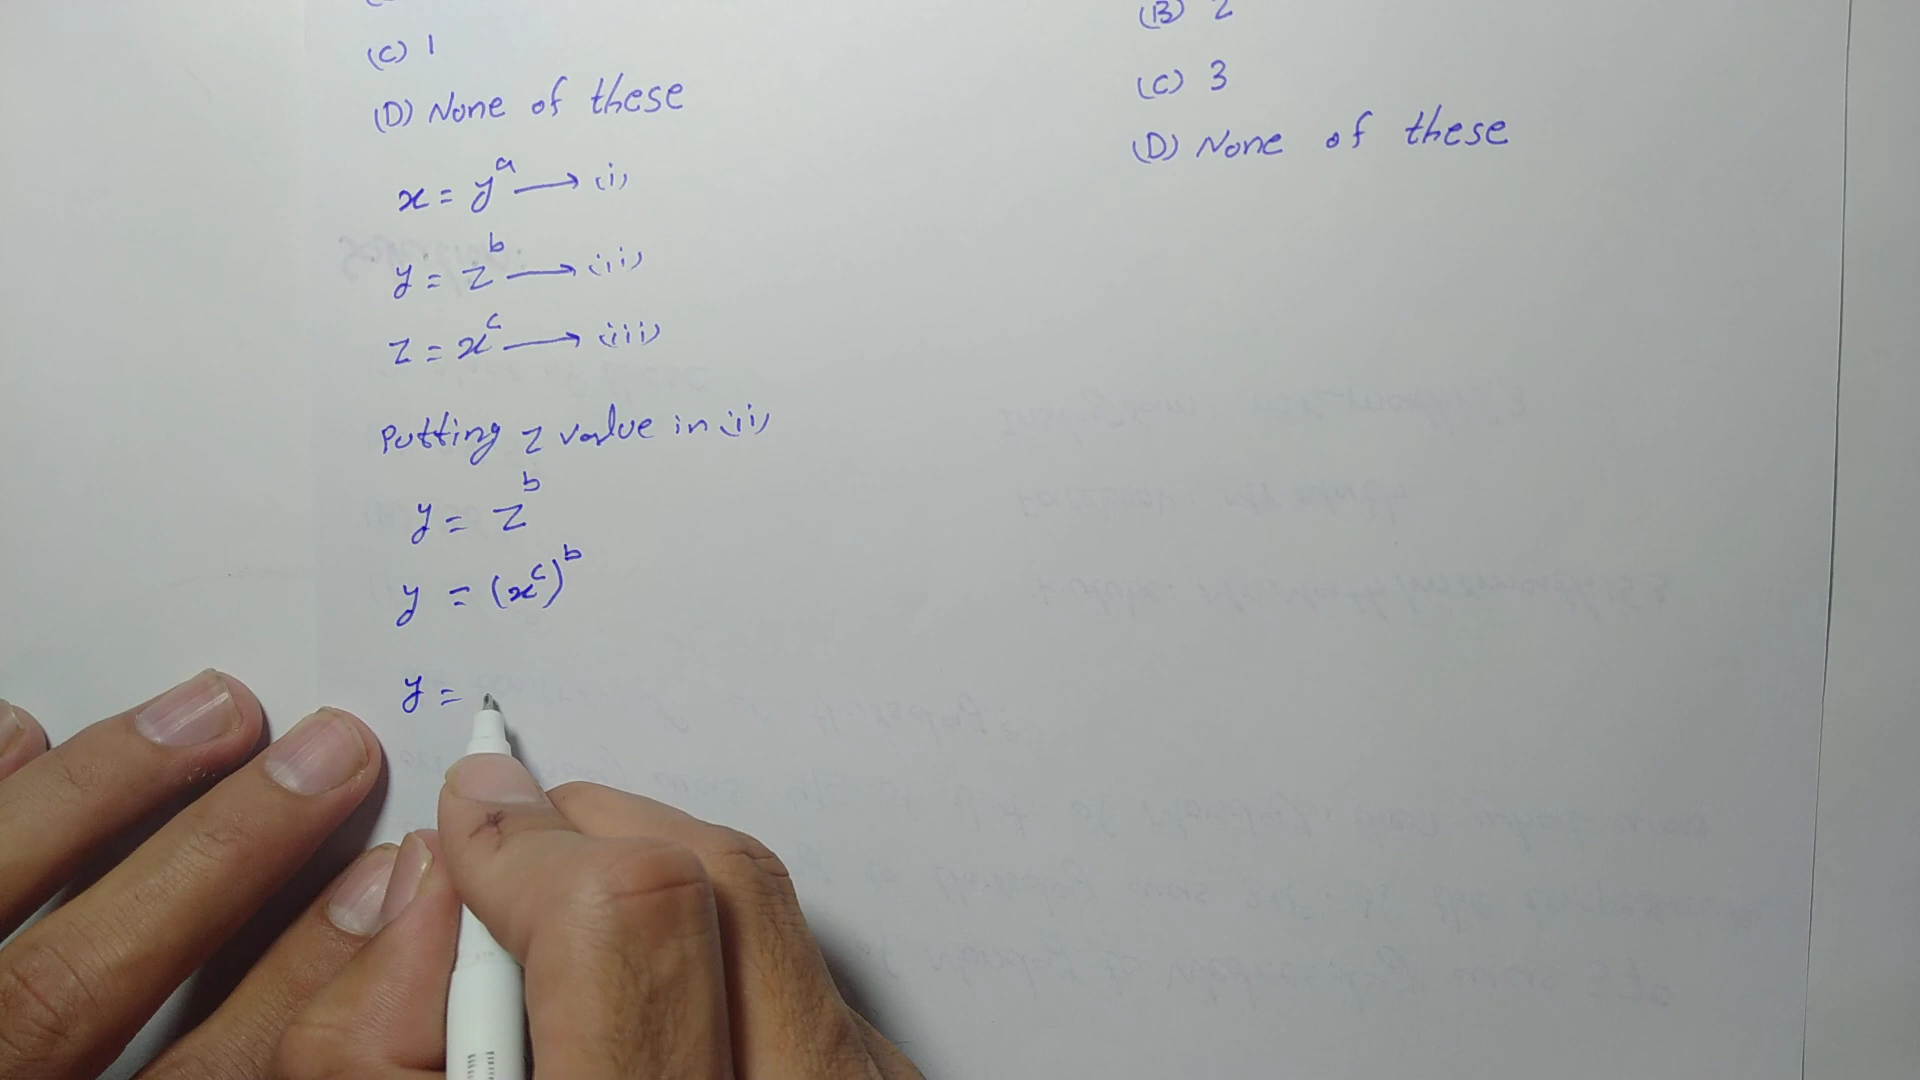 (C) 1
(D) None of these
x = y^a ⟶ (i)
y = z^b ⟶ (ii)
z = x^c ⟶ (iii)
Putting z value in (ii)
y = z^b
y = (x^c)^b
y =
(B) 2
(C) 3
(D) None of these